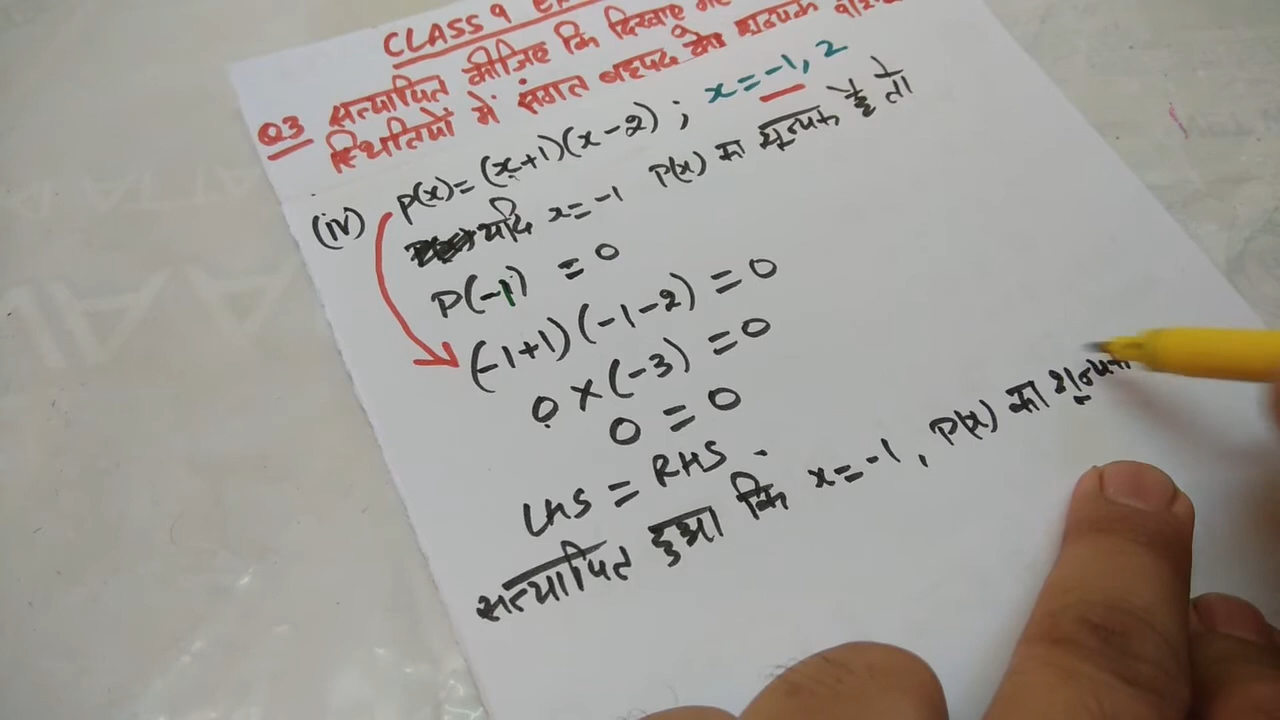 CLASS 9
Q3 सत्यापित कीजिए कि दिखाए
स्थितियों में संगत बहुपद के शून्यक
(iv) p(x)=(x+1)(x-2) ; x=-1, 2
यदि x=-1 P(x) का शून्यक है तो
P(-1) = 0
(-1+1)(-1-2)=0
0×(-3)=0
0=0
LHS=RHS.
सत्यापित हुआ कि x=-1, P(x) का शून्यक